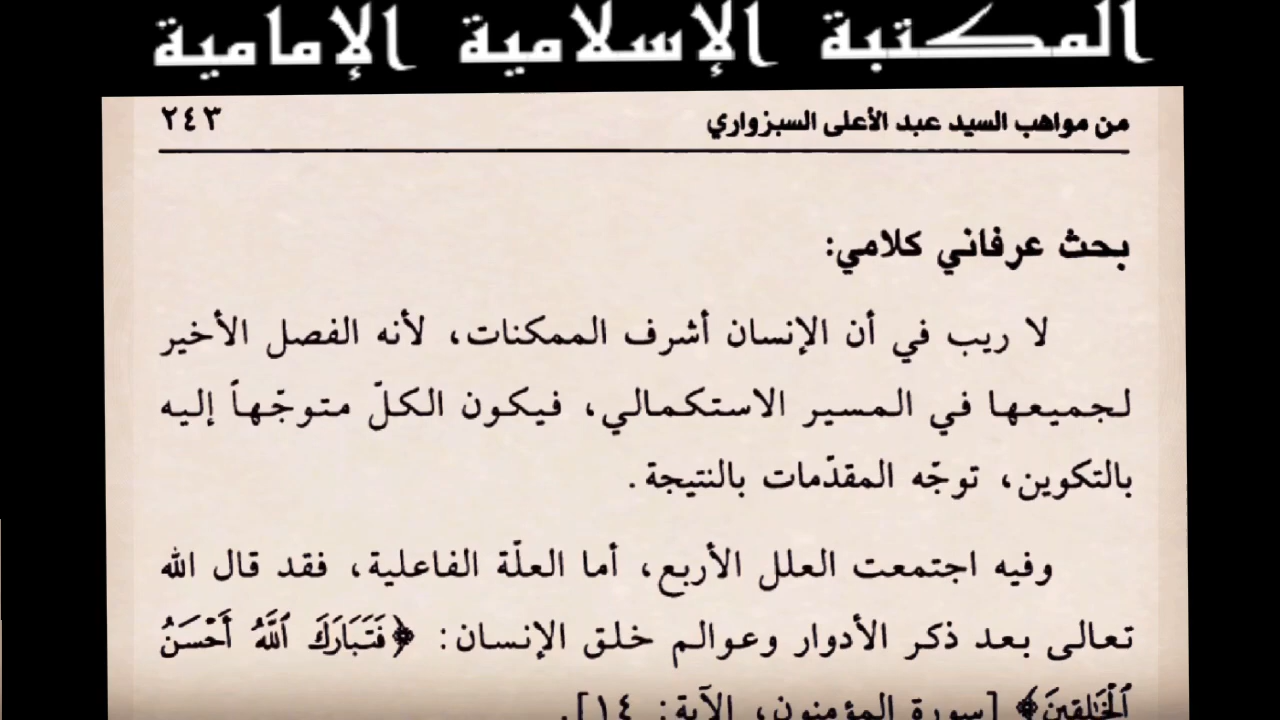 المكتبة الإسلامية الإمامية
من مواهب السيد عبد الأعلى السبزواري ٢٤٣
بحث عرفاني كلامي:
لا ريب في أن الإنسان أشرف الممكنات، لأنه الفصل الأخير
لجميعها في المسير الاستكمالي، فيكون الكلّ متوجّهاً إليه
بالتكوين، توجّه المقدّمات بالنتيجة.
وفيه اجتمعت العلل الأربع، أما العلّة الفاعلية، فقد قال الله
تعالى بعد ذكر الأدوار وعوالم خلق الإنسان: ﴿فَتَبَارَكَ ٱللَّهُ أَحْسَنُ
ٱلْخَٰلِقِينَ﴾ [سورة المؤمنون، الآية: ١٤].